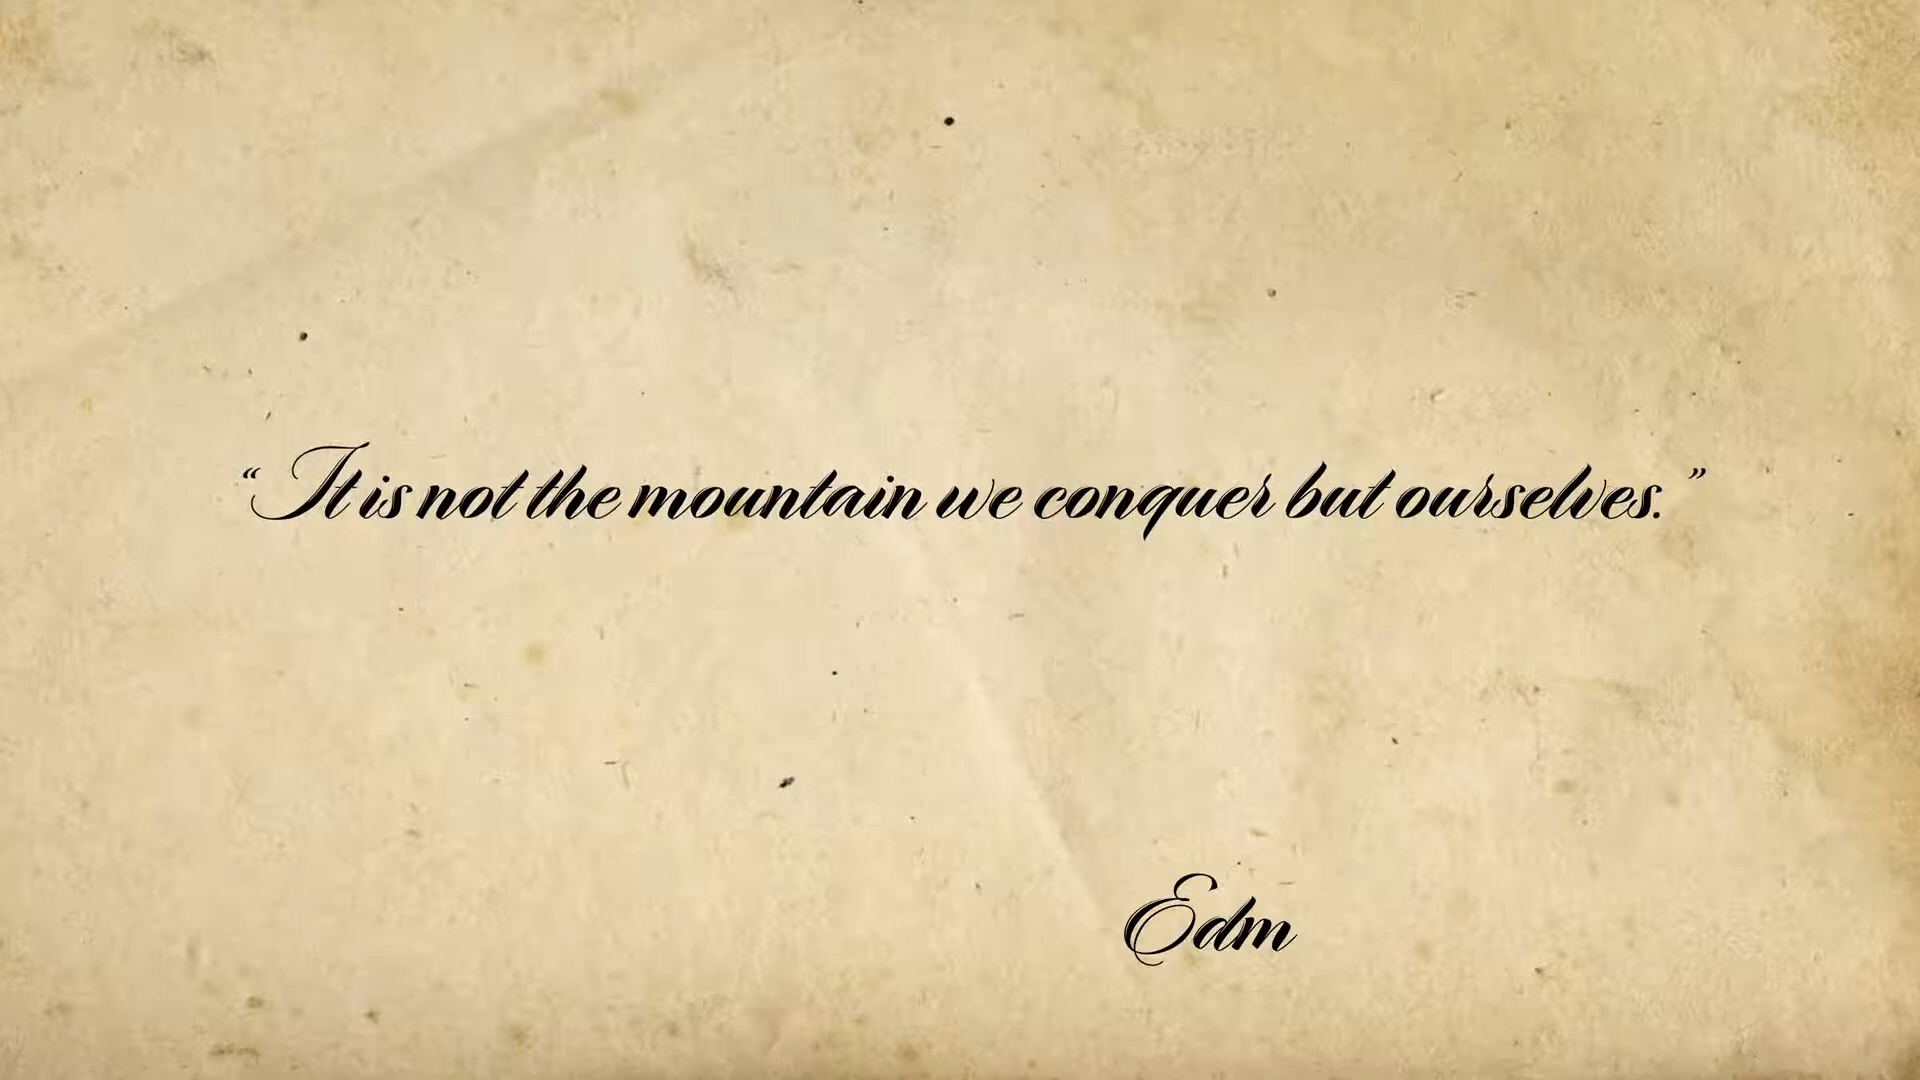 “It is not the mountain we conquer but ourselves.”
Edm